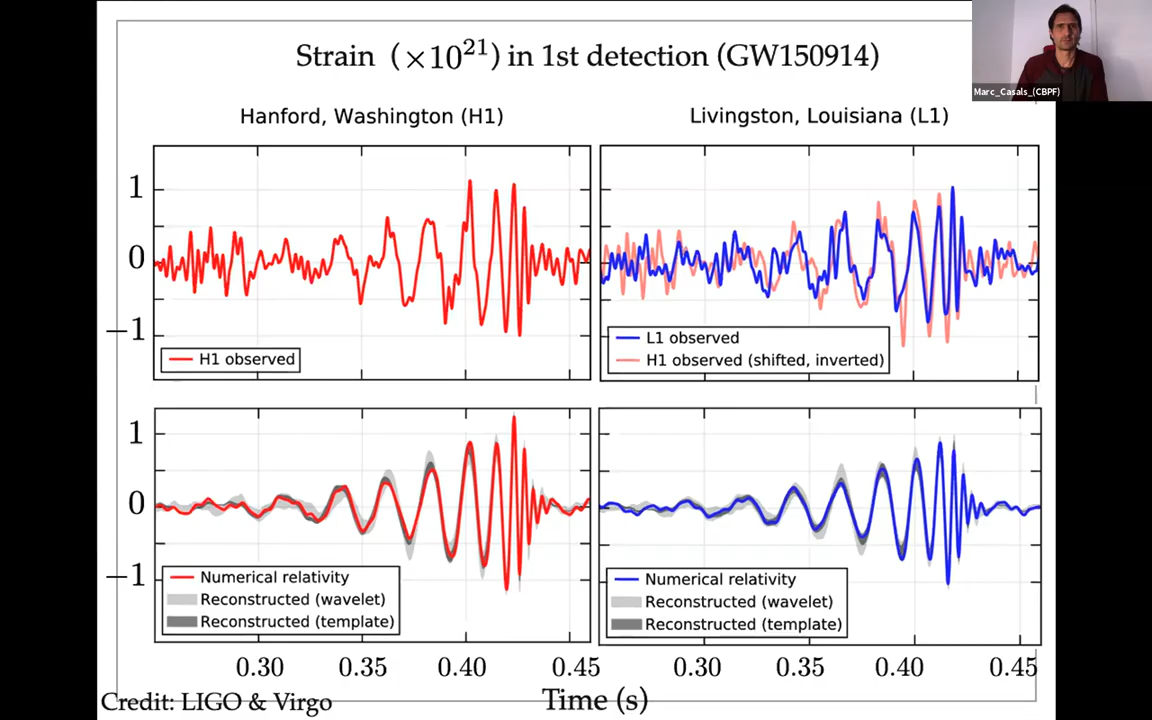 Strain (×10²¹) in 1st detection (GW150914)
Marc_Casals_(CBPF)
Hanford, Washington (H1)
Livingston, Louisiana (L1)
1
0
−1
H1 observed
L1 observed
H1 observed (shifted, inverted)
1
0
−1
Numerical relativity
Reconstructed (wavelet)
Reconstructed (template)
Numerical relativity
Reconstructed (wavelet)
Reconstructed (template)
0.30 0.35 0.40 0.45 0.30 0.35 0.40 0.45
Credit: LIGO & Virgo
Time (s)